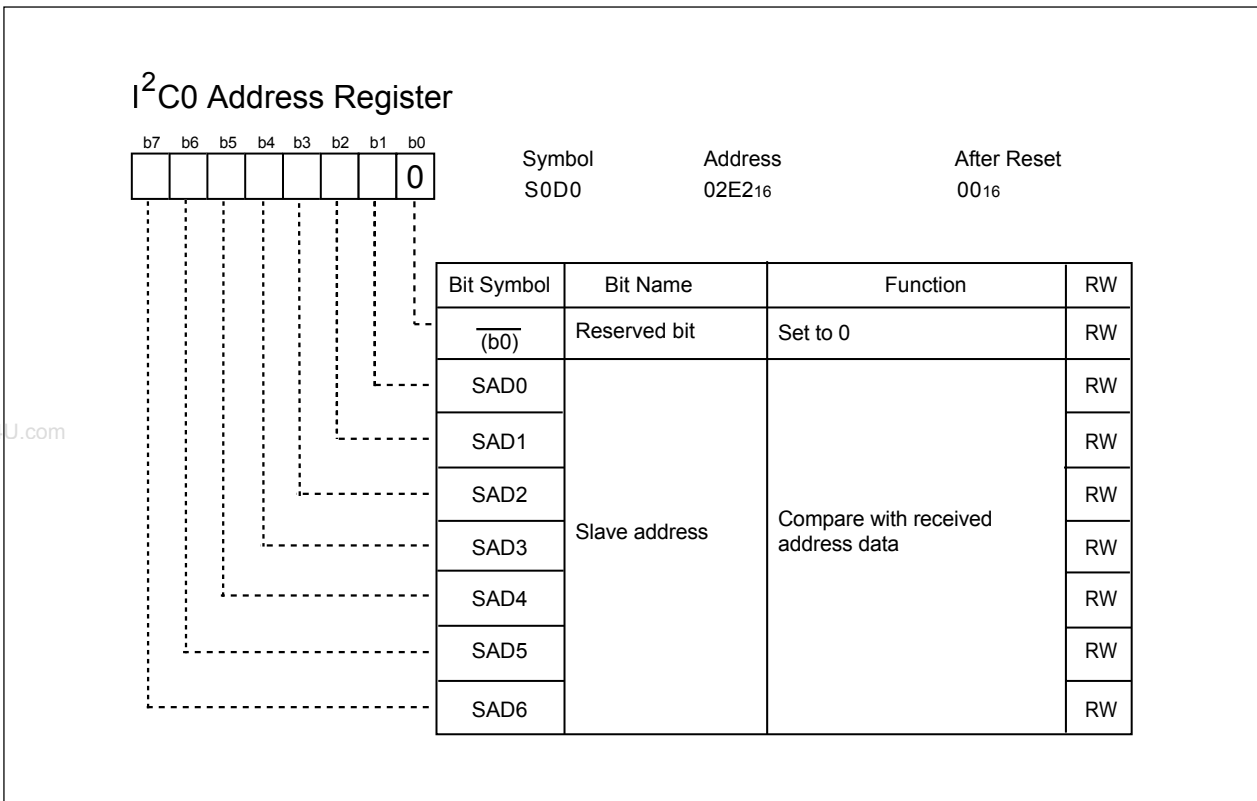 I²C0 Address Register
b7 b6 b5 b4 b3 b2 b1 b0
0
Symbol Address After Reset
S0D0 02E2₁₆ 00₁₆
Bit Symbol Bit Name Function RW
(b0) Reserved bit Set to 0 RW
SAD0 RW
SAD1 RW
SAD2 RW
Slave address Compare with received address data
SAD3 RW
SAD4 RW
SAD5 RW
SAD6 RW
U.com